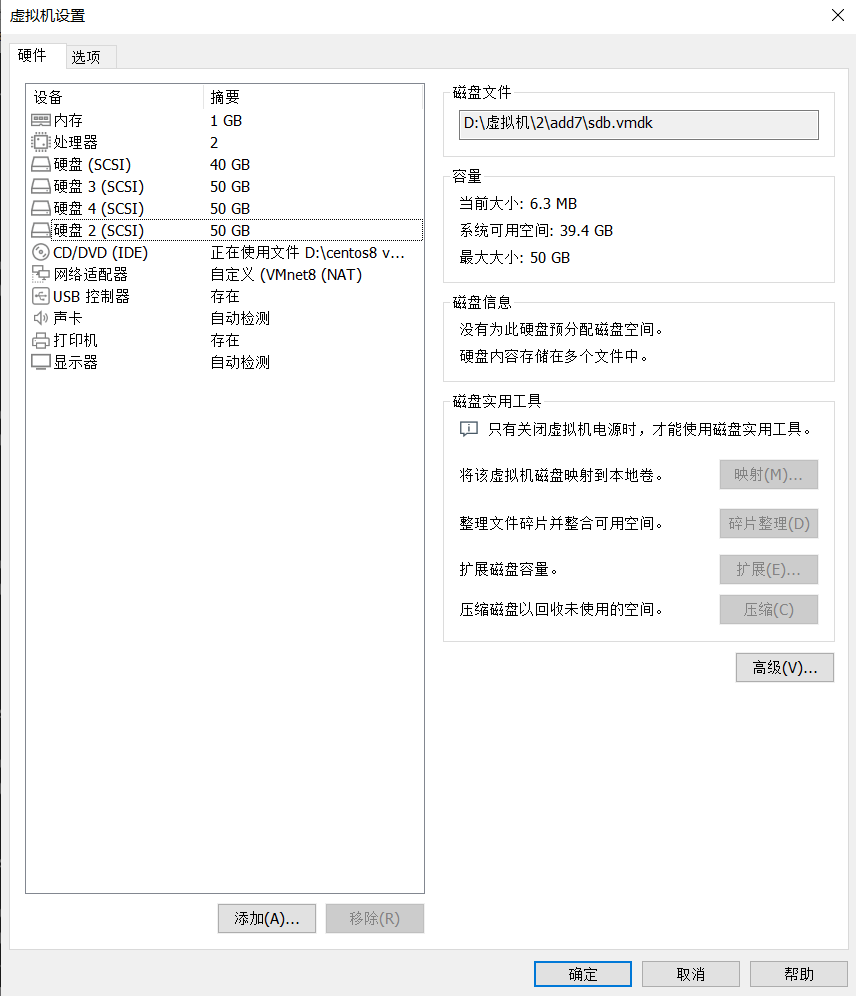 虚拟机设置
硬件 选项
设备 摘要
内存 1 GB
处理器 2
硬盘 (SCSI) 40 GB
硬盘 3 (SCSI) 50 GB
硬盘 4 (SCSI) 50 GB
硬盘 2 (SCSI) 50 GB
CD/DVD (IDE) 正在使用文件 D:\centos8 v...
网络适配器 自定义 (VMnet8 (NAT)
USB 控制器 存在
声卡 自动检测
打印机 存在
显示器 自动检测
添加(A)... 移除(R)
磁盘文件
D:\虚拟机\2\add7\sdb.vmdk
容量
当前大小: 6.3 MB
系统可用空间: 39.4 GB
最大大小: 50 GB
磁盘信息
没有为此硬盘预分配磁盘空间。
硬盘内容存储在多个文件中。
磁盘实用工具
只有关闭虚拟机电源时，才能使用磁盘实用工具。
将该虚拟机磁盘映射到本地卷。 映射(M)...
整理文件碎片并整合可用空间。 碎片整理(D)
扩展磁盘容量。 扩展(E)...
压缩磁盘以回收未使用的空间。 压缩(C)
高级(V)...
确定 取消 帮助